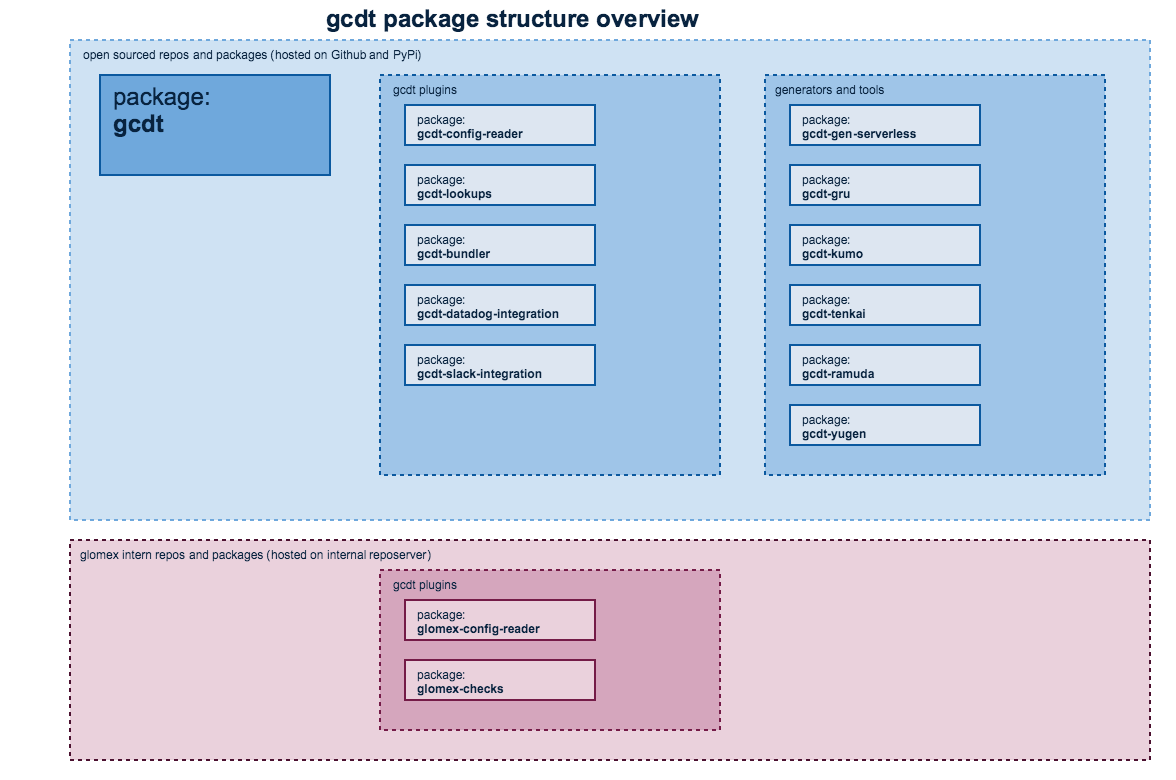 gcdt package structure overview
open sourced repos and packages (hosted on Github and PyPi)
package:
gcdt
gcdt plugins
package:
gcdt-config-reader
package:
gcdt-lookups
package:
gcdt-bundler
package:
gcdt-datadog-integration
package:
gcdt-slack-integration
generators and tools
package:
gcdt-gen-serverless
package:
gcdt-gru
package:
gcdt-kumo
package:
gcdt-tenkai
package:
gcdt-ramuda
package:
gcdt-yugen
glomex intern repos and packages (hosted on internal reposerver)
gcdt plugins
package:
glomex-config-reader
package:
glomex-checks